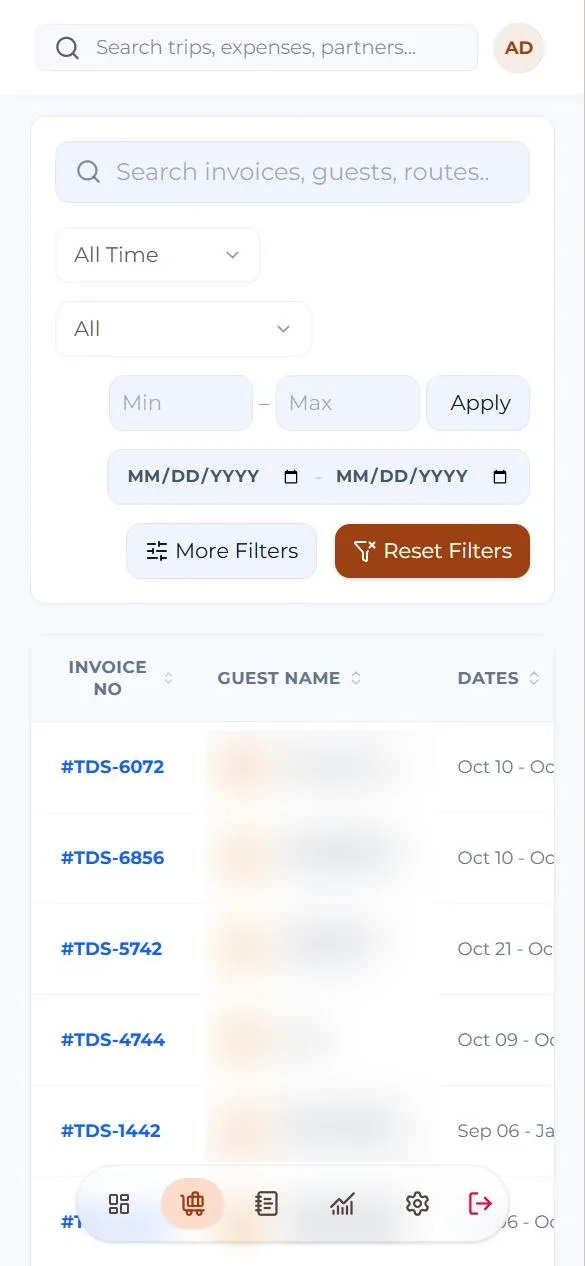 Search trips, expenses, partners...
AD
Search invoices, guests, routes..
All Time
All
Min – Max Apply
MM/DD/YYYY - MM/DD/YYYY
More Filters Reset Filters
INVOICE NO GUEST NAME DATES
#TDS-6072 Oct 10 - Oc
#TDS-6856 Oct 10 - Oc
#TDS-5742 Oct 21 - Oc
#TDS-4744 Oct 09 - Oc
#TDS-1442 Sep 06 - Ja